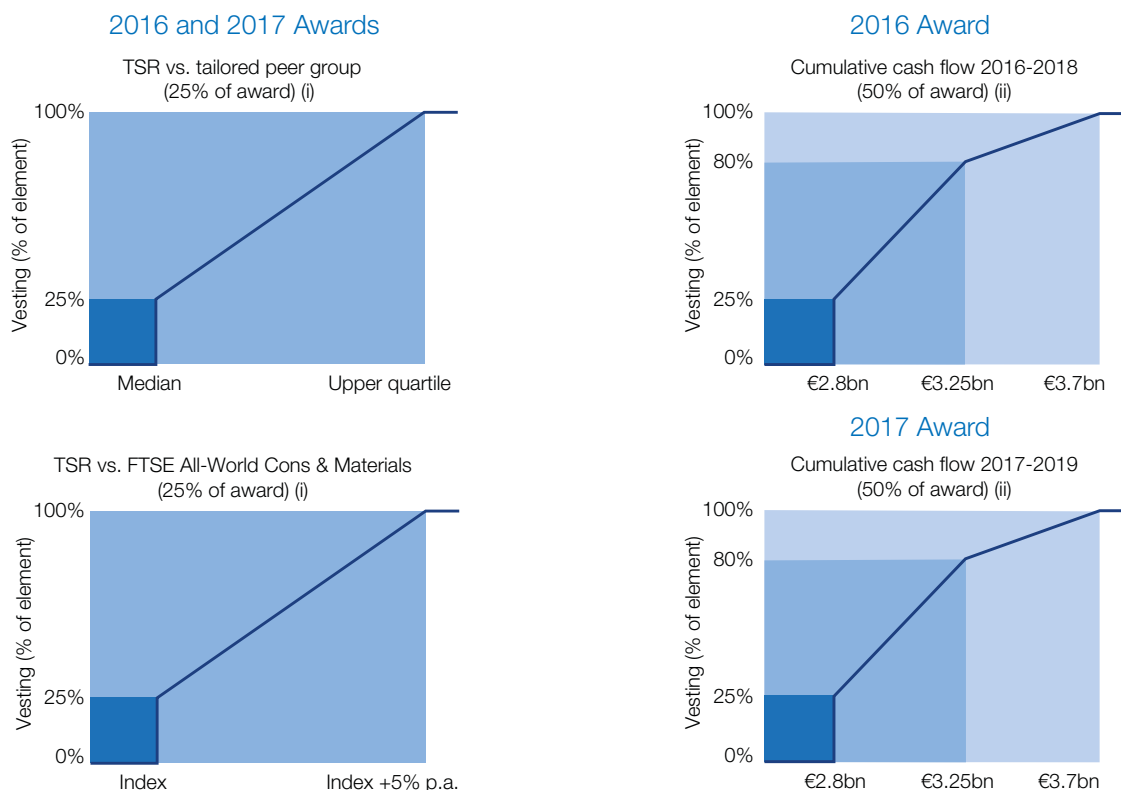 2016 and 2017 Awards
TSR vs. tailored peer group
(25% of award) (i)
Vesting (% of element)
100%
25%
0%
Median
Upper quartile
2016 Award
Cumulative cash flow 2016-2018
(50% of award) (ii)
Vesting (% of element)
100%
80%
25%
0%
€2.8bn
€3.25bn
€3.7bn
TSR vs. FTSE All-World Cons & Materials
(25% of award) (i)
Vesting (% of element)
100%
25%
0%
Index
Index +5% p.a.
2017 Award
Cumulative cash flow 2017-2019
(50% of award) (ii)
Vesting (% of element)
100%
80%
25%
0%
€2.8bn
€3.25bn
€3.7bn